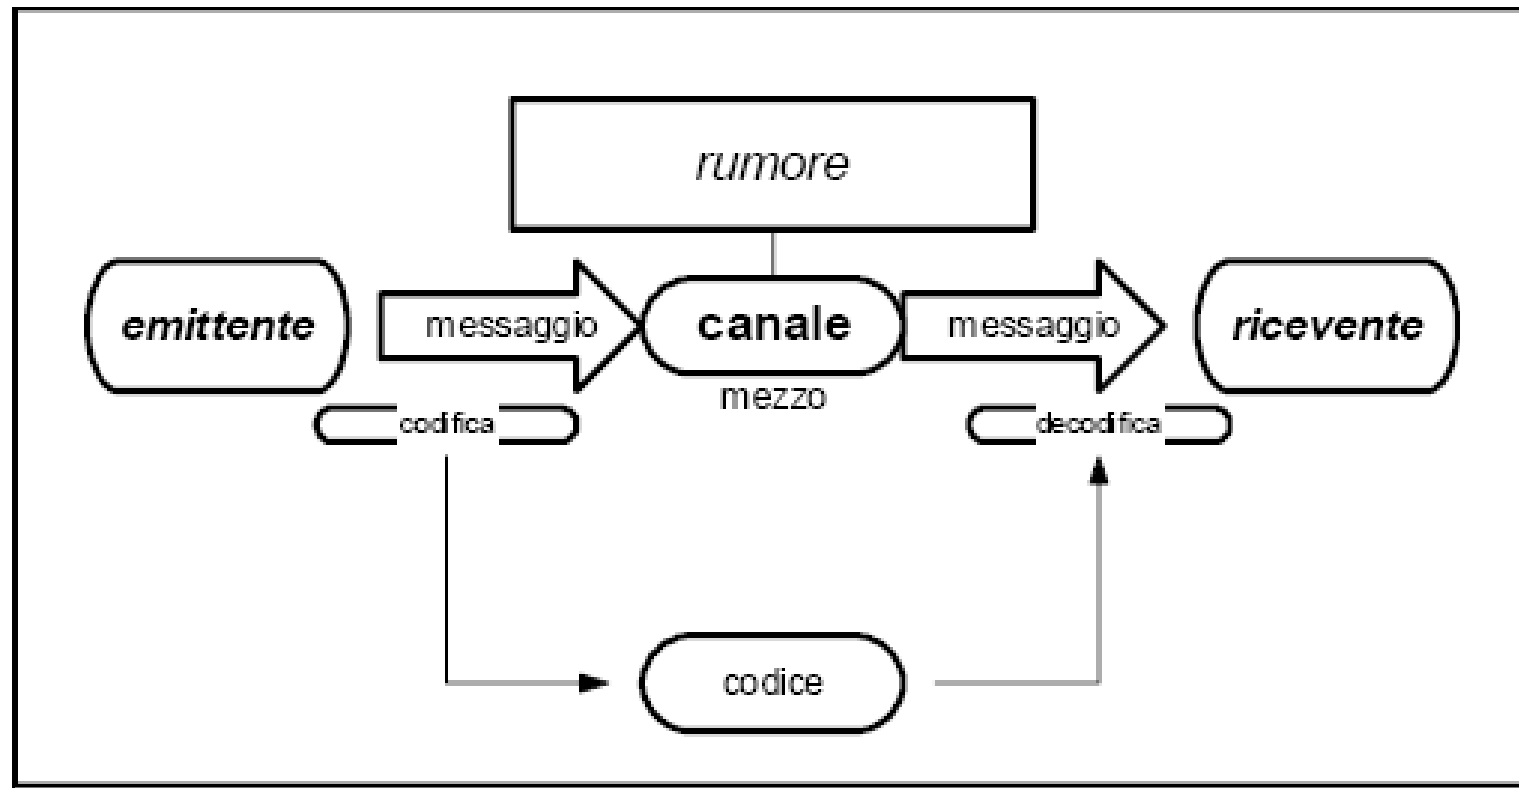 rumore
emittente
messaggio
canale
messaggio
ricevente
mezzo
codifica
decodifica
codice